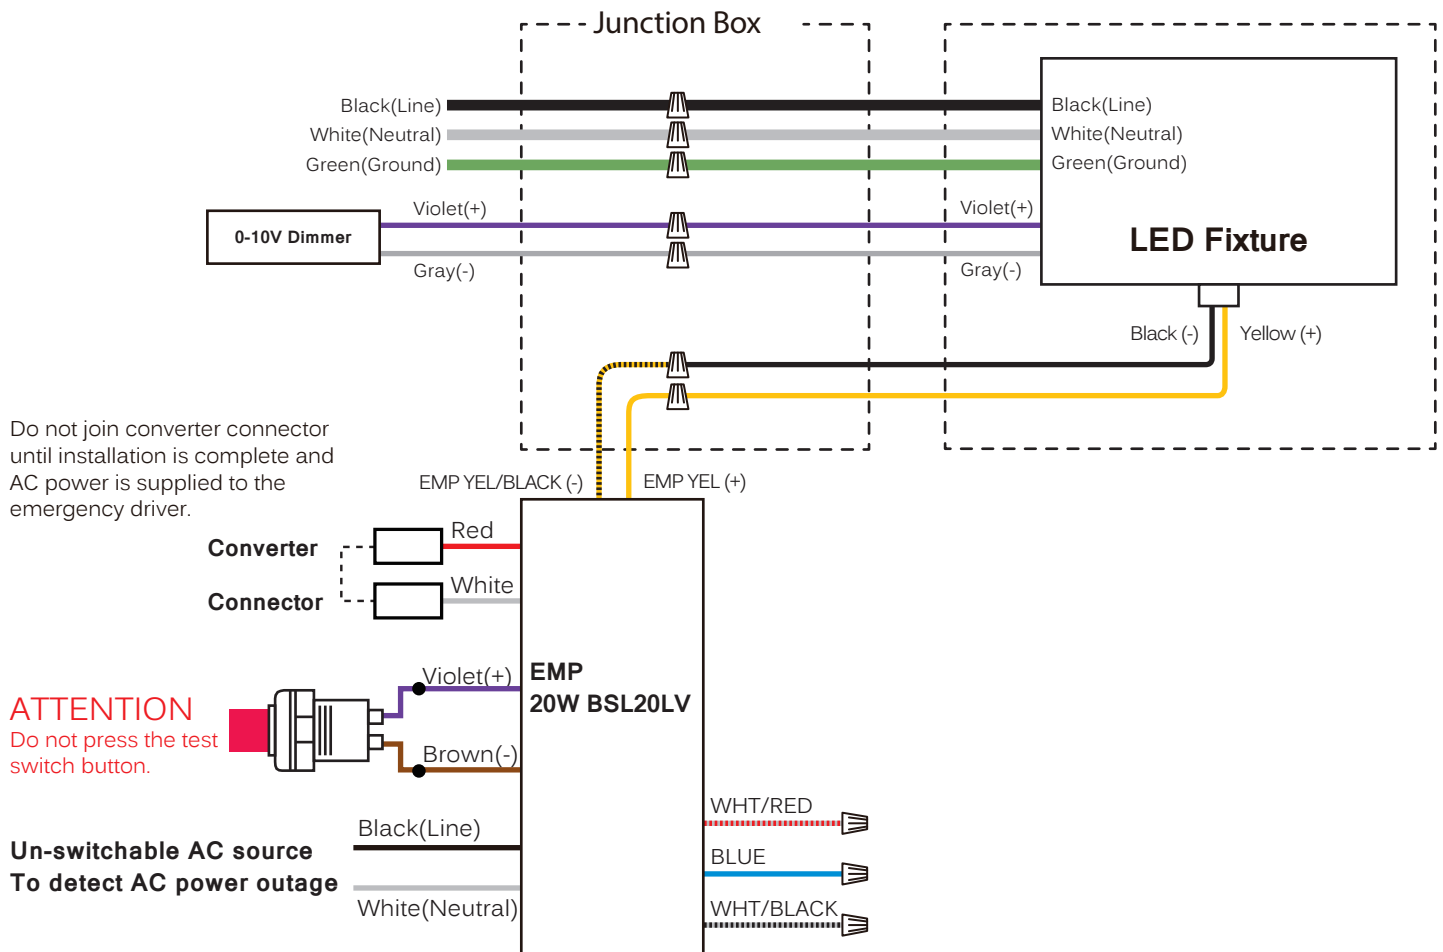 Junction Box
Black(Line)
White(Neutral)
Green(Ground)
Black(Line)
White(Neutral)
Green(Ground)
LED Fixture
0-10V Dimmer
Violet(+)
Gray(-)
Violet(+)
Gray(-)
Black (-)
Yellow (+)
Do not join converter connector
until installation is complete and
AC power is supplied to the
emergency driver.
EMP YEL/BLACK (-)
EMP YEL (+)
Converter
Red
Connector
White
EMP
20W BSL20LV
ATTENTION
Do not press the test
switch button.
Violet(+)
Brown(-)
Un-switchable AC source
To detect AC power outage
Black(Line)
White(Neutral)
WHT/RED
BLUE
WHT/BLACK